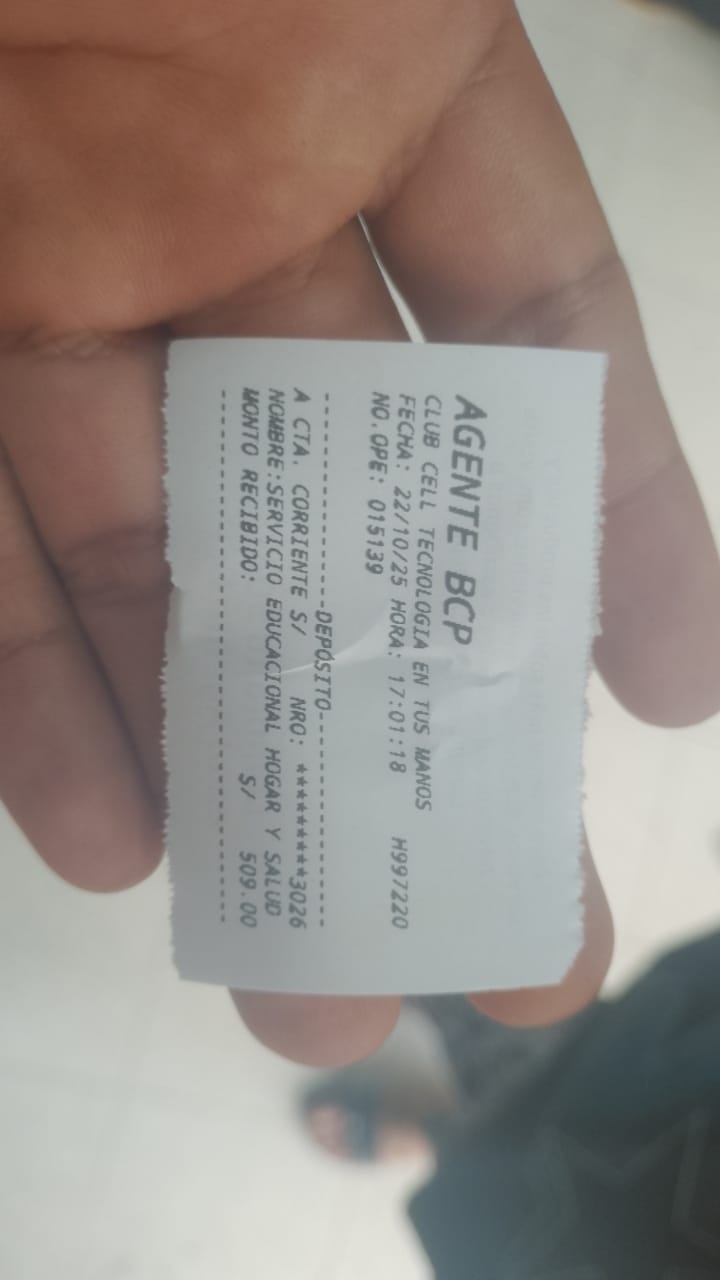 AGENTE BCP
CLUB CELL TECNOLOGIA EN TUS MANOS
FECHA: 22/10/25 HORA: 17:01:18 H997220
NO.OPE: 015139
--------------DEPÓSITO--------------
A CTA. CORRIENTE S/ NRO: *********3026
NOMBRE:SERVICIO EDUCACIONAL HOGAR Y SALUD
MONTO RECIBIDO: S/ 509.00
------------------------------------